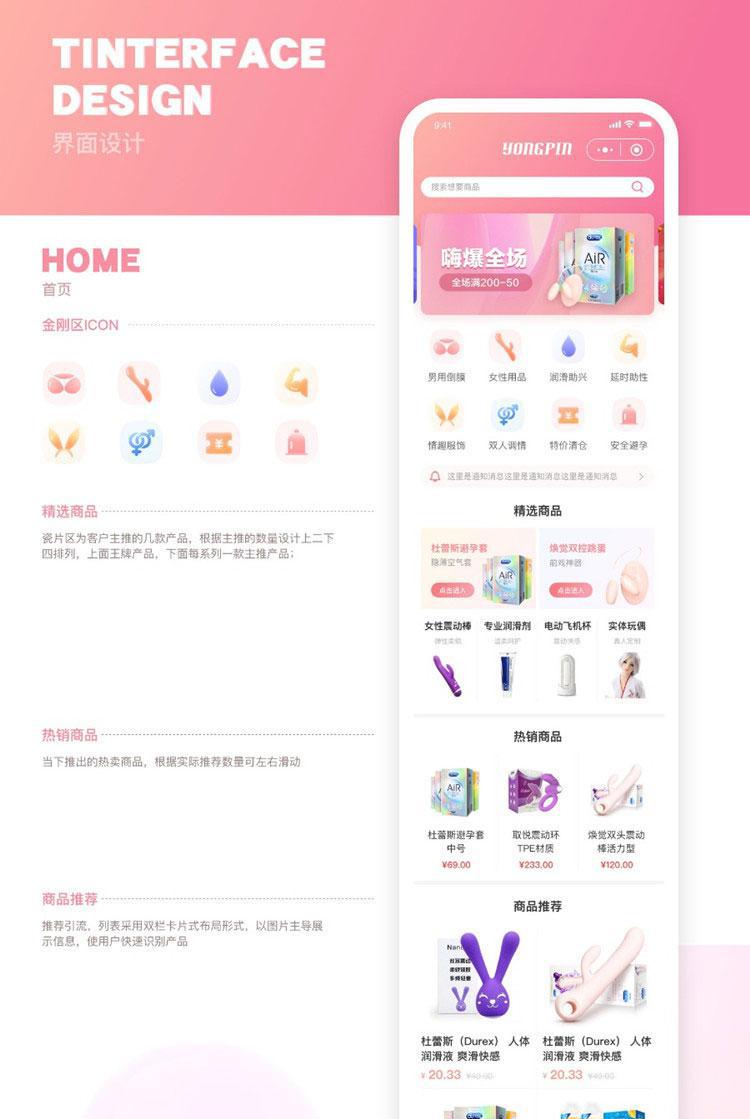 TINTERFACE
DESIGN
界面设计
HOME
首页
金刚区ICON
精选商品
瓷片区为客户主推的几款产品，根据主推的数量设计上二下
四排列，上面王牌产品，下面每系列一款主推产品；
热销商品
当下推出的热卖商品，根据实际推荐数量可左右滑动
商品推荐
推荐引流，列表采用双栏卡片式布局形式，以图片主导展
示信息，使用户快速识别产品
9:41
YONGPIN
搜索想要商品
嗨爆全场
全场满200-50
AiR
男用倒膜 女性用品 润滑助兴 延时助性
情趣服饰 双人调情 特价清仓 安全避孕
这里是通知消息这里是通知消息这里是通知消息
精选商品
杜蕾斯避孕套
隐薄空气套
点击进入
AiR
焕觉双控跳蛋
前戏神器
点击进入
女性震动棒 专业润滑剂 电动飞机杯 实体玩偶
弹性柔韧 温柔呵护 震动快感 真人定制
热销商品
AiR
杜蕾斯避孕套
中号
¥69.00
取悦震动环
TPE材质
¥233.00
焕觉双头震动
棒活力型
¥120.00
商品推荐
杜蕾斯（Durex） 人体
润滑液 爽滑快感
¥ 20.33 ¥49.00
杜蕾斯（Durex） 人体
润滑液 爽滑快感
¥ 20.33 ¥49.00